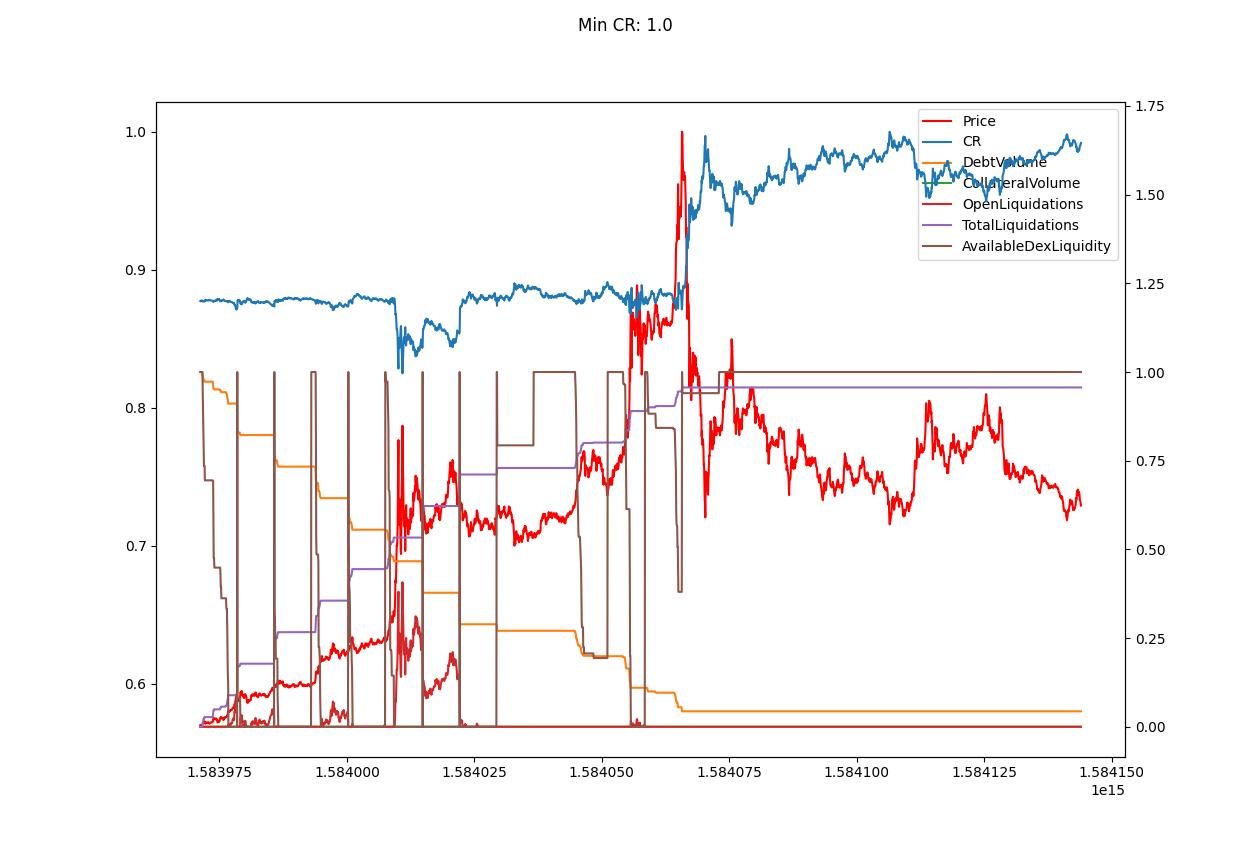 Min CR: 1.0
1.0
0.9
0.8
0.7
0.6
1.75
1.50
1.25
1.00
0.75
0.50
0.25
0.00
Price
CR
DebtVolume
CollateralVolume
OpenLiquidations
TotalLiquidations
AvailableDexLiquidity
1.583975 1.584000 1.584025 1.584050 1.584075 1.584100 1.584125 1.584150
1e15